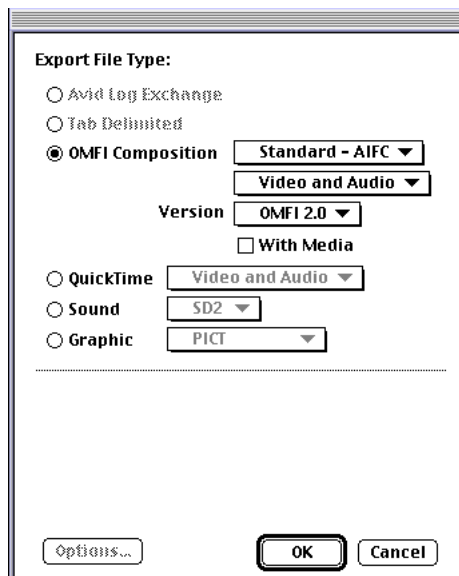 Export File Type:
Avid Log Exchange
Tab Delimited
OMFI Composition Standard - AIFC
Video and Audio
Version OMFI 2.0
With Media
QuickTime Video and Audio
Sound SD2
Graphic PICT
Options... OK Cancel